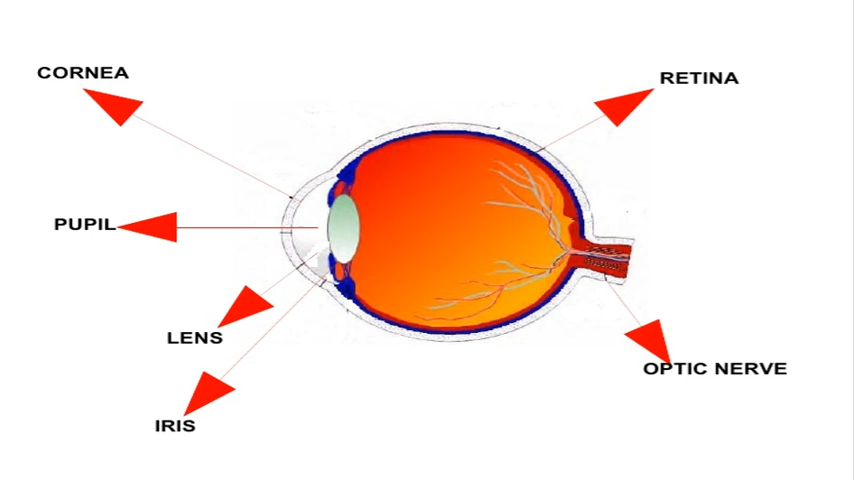 CORNEA
RETINA
PUPIL
LENS
OPTIC NERVE
IRIS